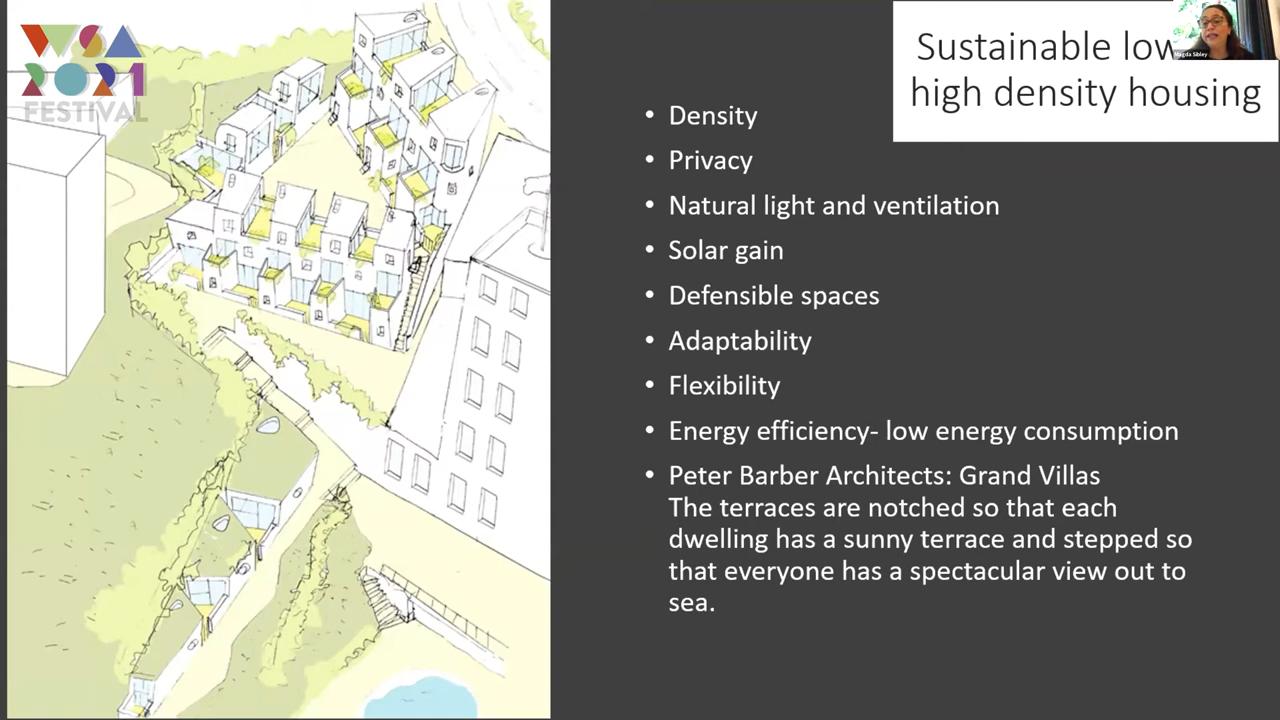 WSA
2021
FESTIVAL
Sustainable low
high density housing
Magda Sibley
• Density
• Privacy
• Natural light and ventilation
• Solar gain
• Defensible spaces
• Adaptability
• Flexibility
• Energy efficiency- low energy consumption
• Peter Barber Architects: Grand Villas
The terraces are notched so that each
dwelling has a sunny terrace and stepped so
that everyone has a spectacular view out to
sea.